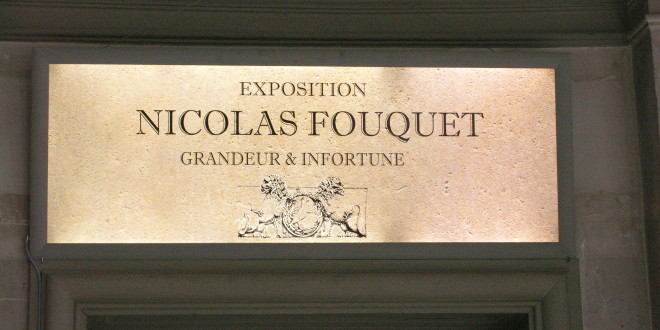 EXPOSITION
NICOLAS FOUQUET
GRANDEUR & INFORTUNE